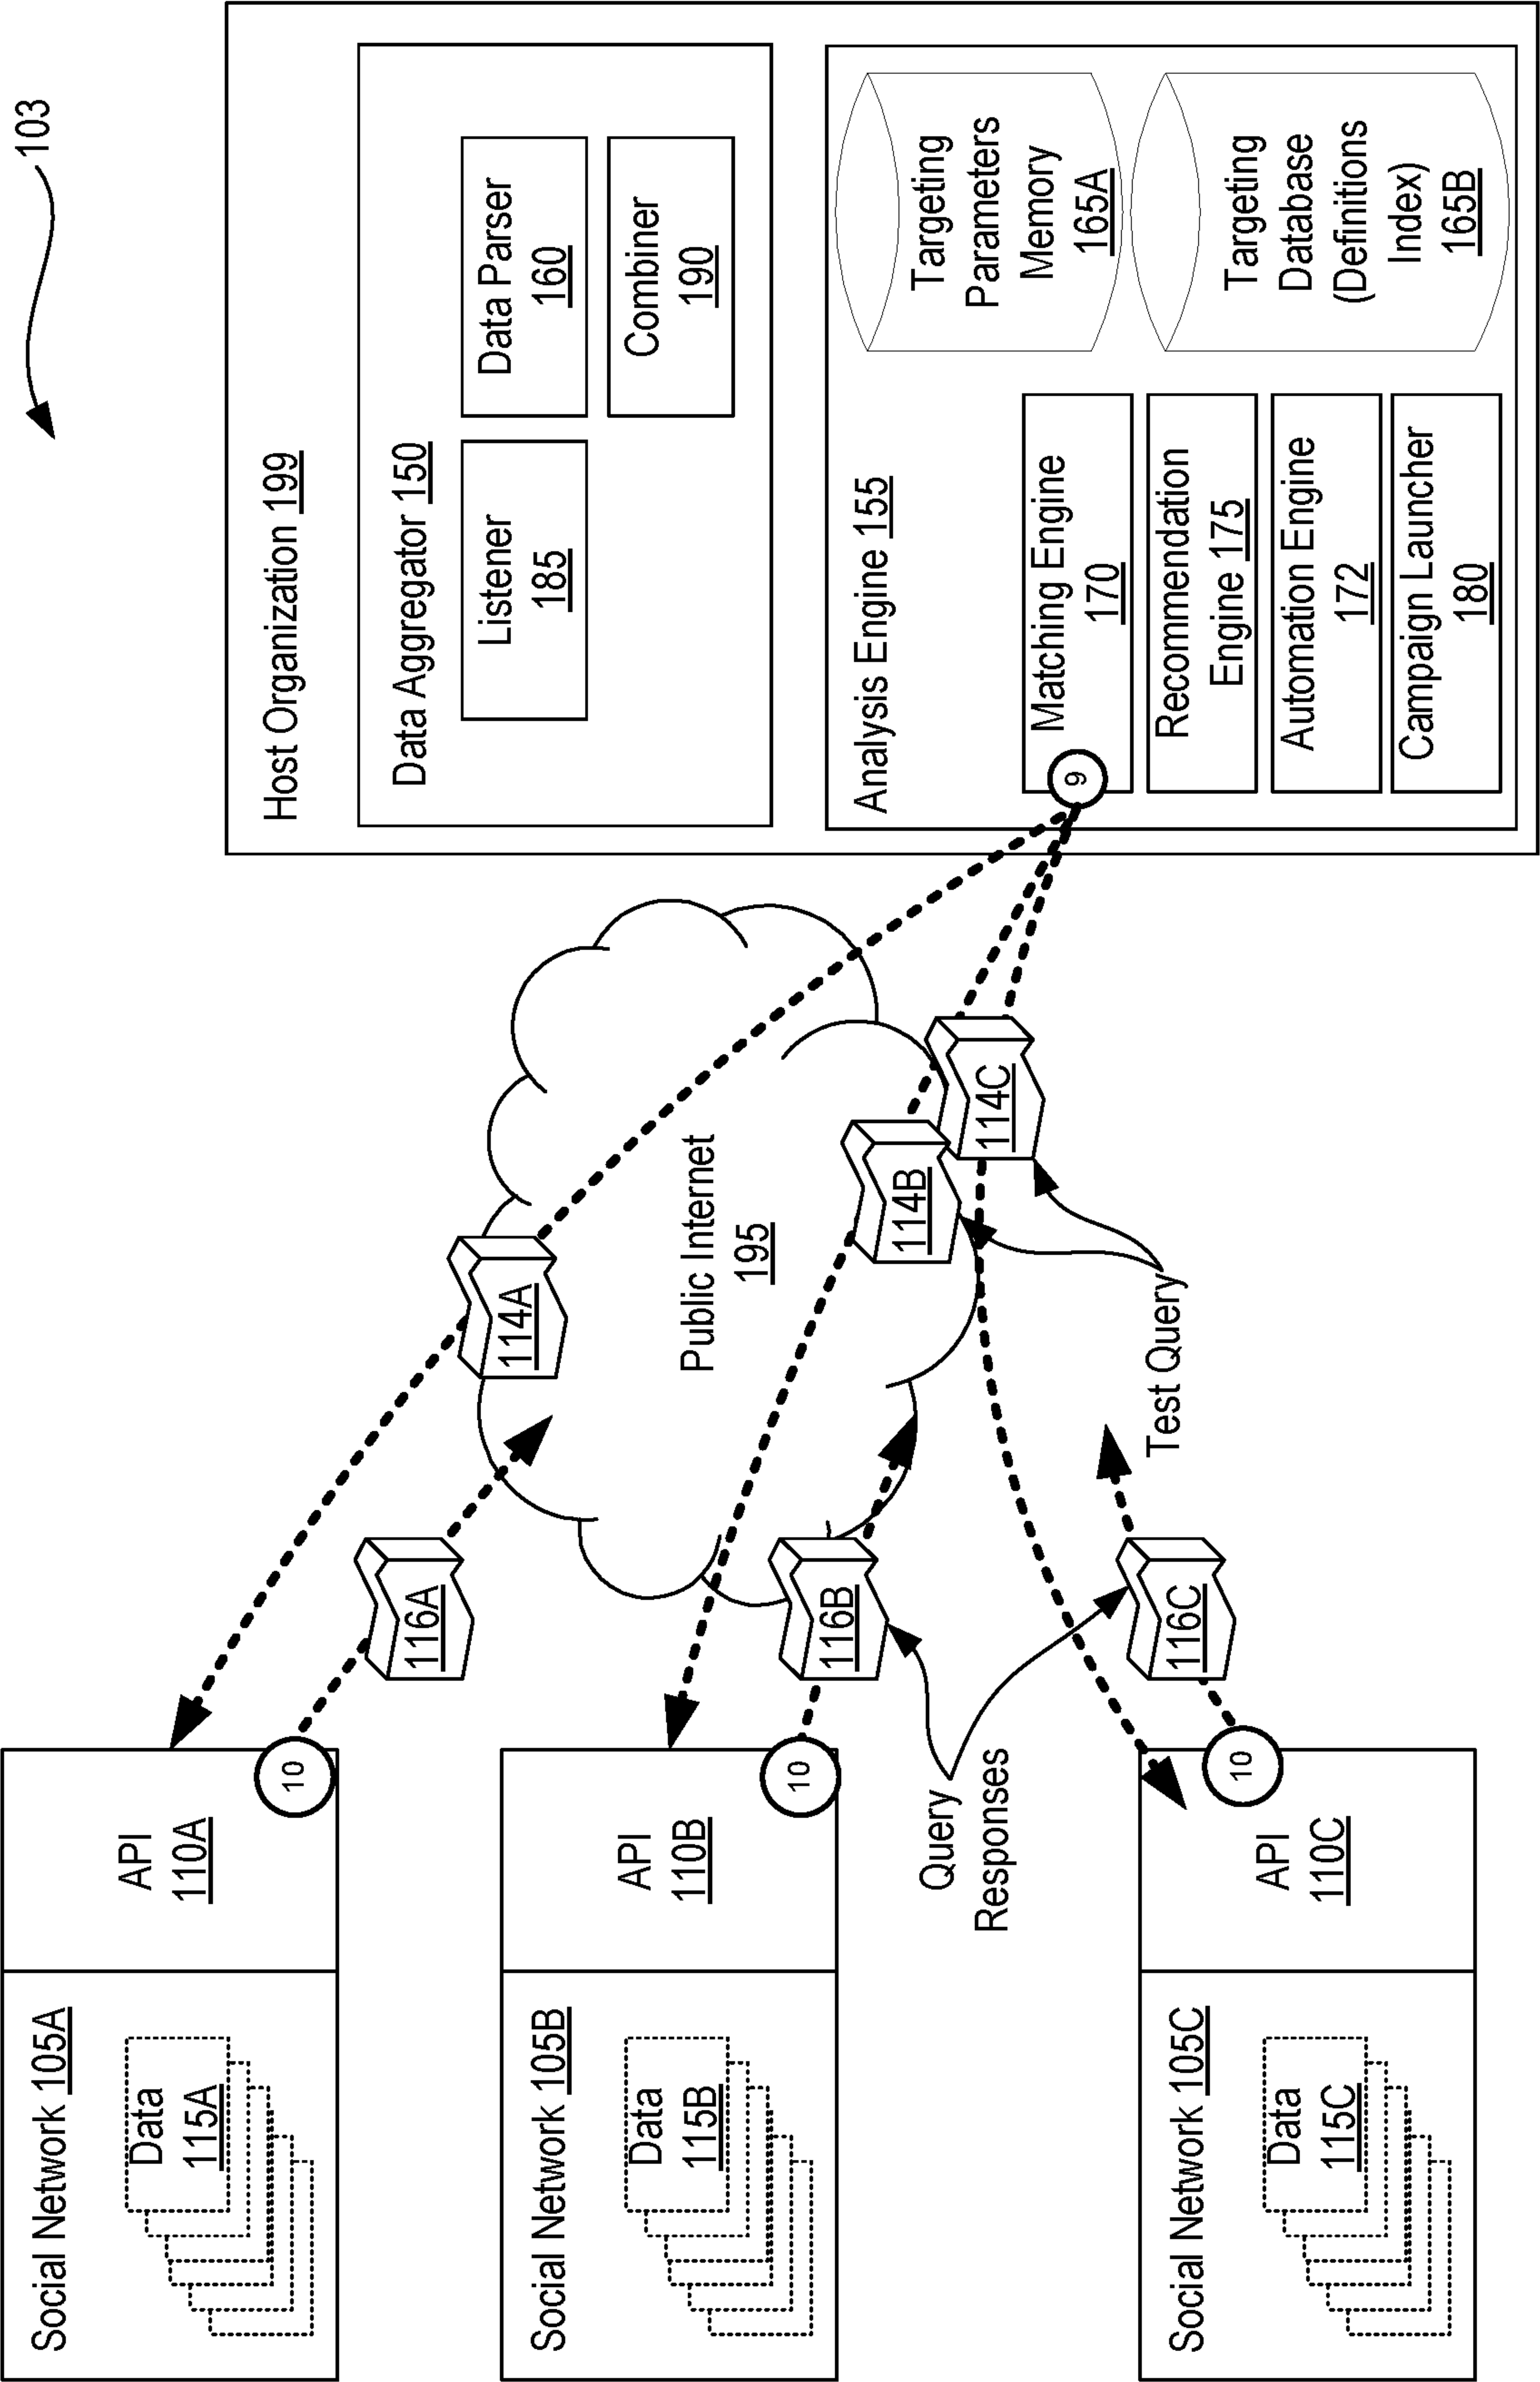 103
Social Network 105A
Data
115A
API
110A
10
116A
114A
Social Network 105B
Data
115B
API
110B
10
116B
114B
Public Internet
195
114C
Query
Responses
Test Query
Social Network 105C
Data
115C
API
110C
10
116C
Host Organization 199
Data Aggregator 150
Listener
185
Data Parser
160
Combiner
190
Analysis Engine 155
9
Matching Engine
170
Recommendation
Engine 175
Automation Engine
172
Campaign Launcher
180
Targeting
Parameters
Memory
165A
Targeting
Database
(Definitions
Index)
165B